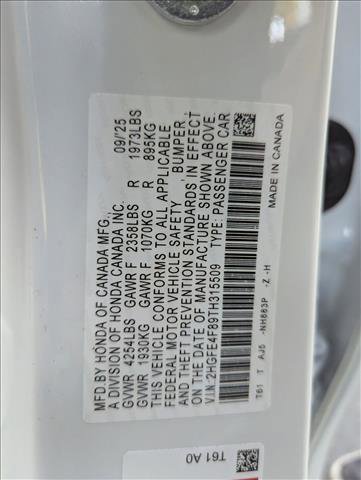 MFD.BY HONDA OF CANADA MFG.,
A DIVISION OF HONDA CANADA INC. 09/'25
GVWR 4254LBS GAWR F 2358LBS R 1973LBS
GVWR 1930KG GAWR F 1070KG R 895KG
THIS VEHICLE CONFORMS TO ALL APPLICABLE
FEDERAL MOTOR VEHICLE SAFETY BUMPER,
AND THEFT PREVENTION STANDARDS IN EFFECT
ON THE DATE OF MANUFACTURE SHOWN ABOVE.
V.I.N:2HGFE4F89TH315509 TYPE: PASSENGER CAR
T61 T AJ5 -NH883P -Z -H MADE IN CANADA
T61 A0